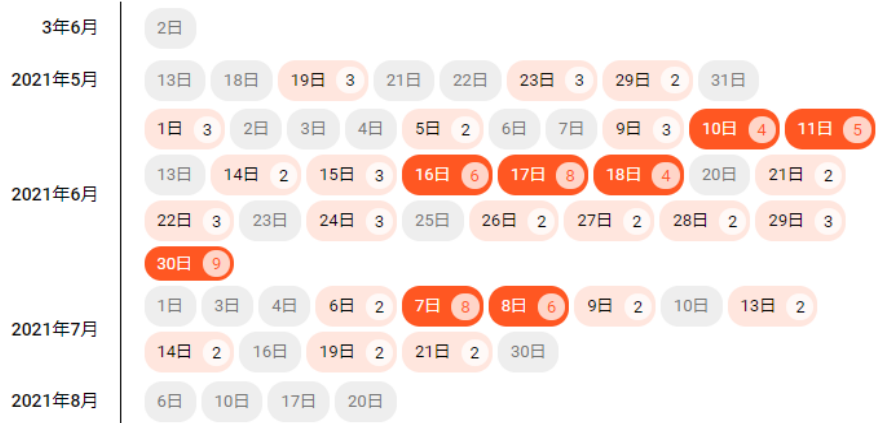 3年6月 2日
2021年5月 13日 18日 19日 3 21日 22日 23日 3 29日 2 31日
1日 3 2日 3日 4日 5日 2 6日 7日 9日 3 10日 4 11日 5
2021年6月 13日 14日 2 15日 3 16日 6 17日 8 18日 4 20日 21日 2
22日 3 23日 24日 3 25日 26日 2 27日 2 28日 2 29日 3
30日 9
2021年7月 1日 3日 4日 6日 2 7日 8 8日 6 9日 2 10日 13日 2
14日 2 16日 19日 2 21日 2 30日
2021年8月 6日 10日 17日 20日